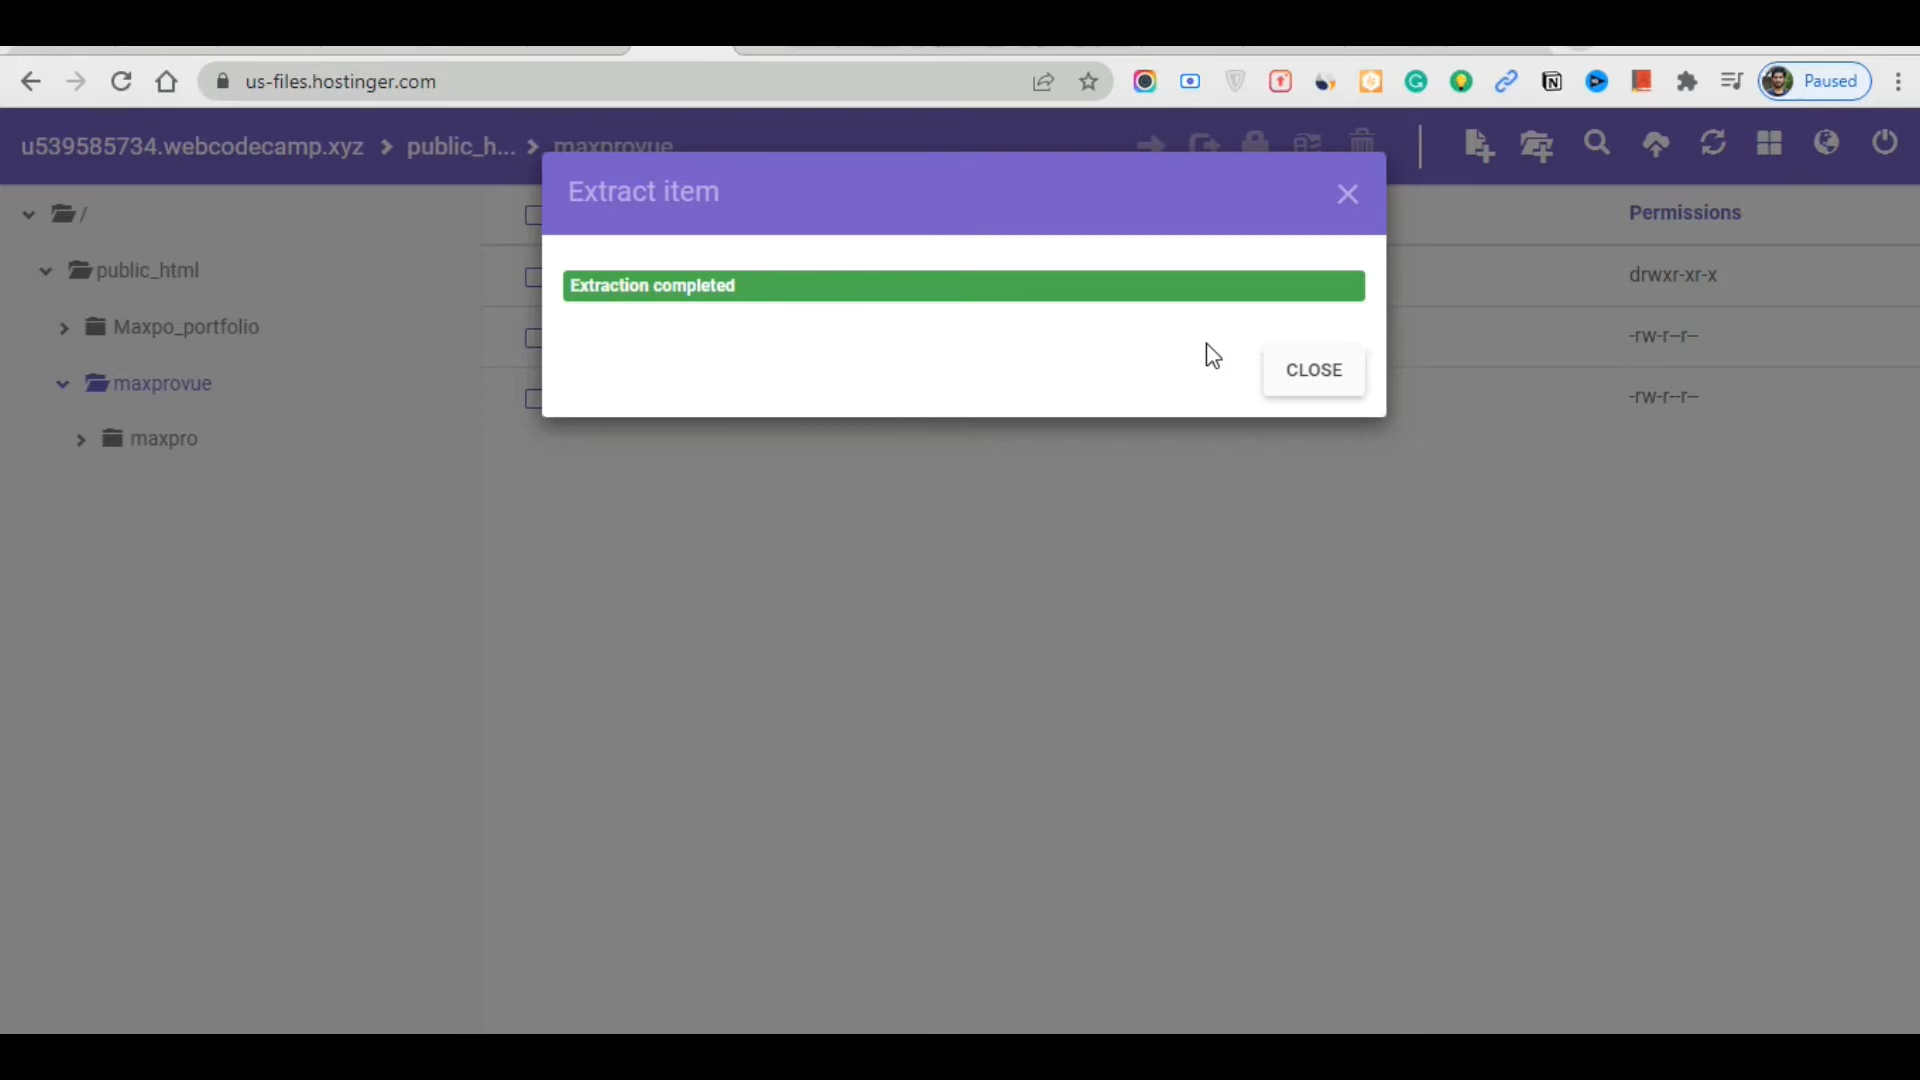 us-files.hostinger.com
Paused
u539585734.webcodecamp.xyz > public_h... > maxprovue
Extract item
/
Permissions
public_html
drwxr-xr-x
Extraction completed
Maxpo_portfolio
-rw-r--r--
CLOSE
maxprovue
-rw-r--r--
maxpro